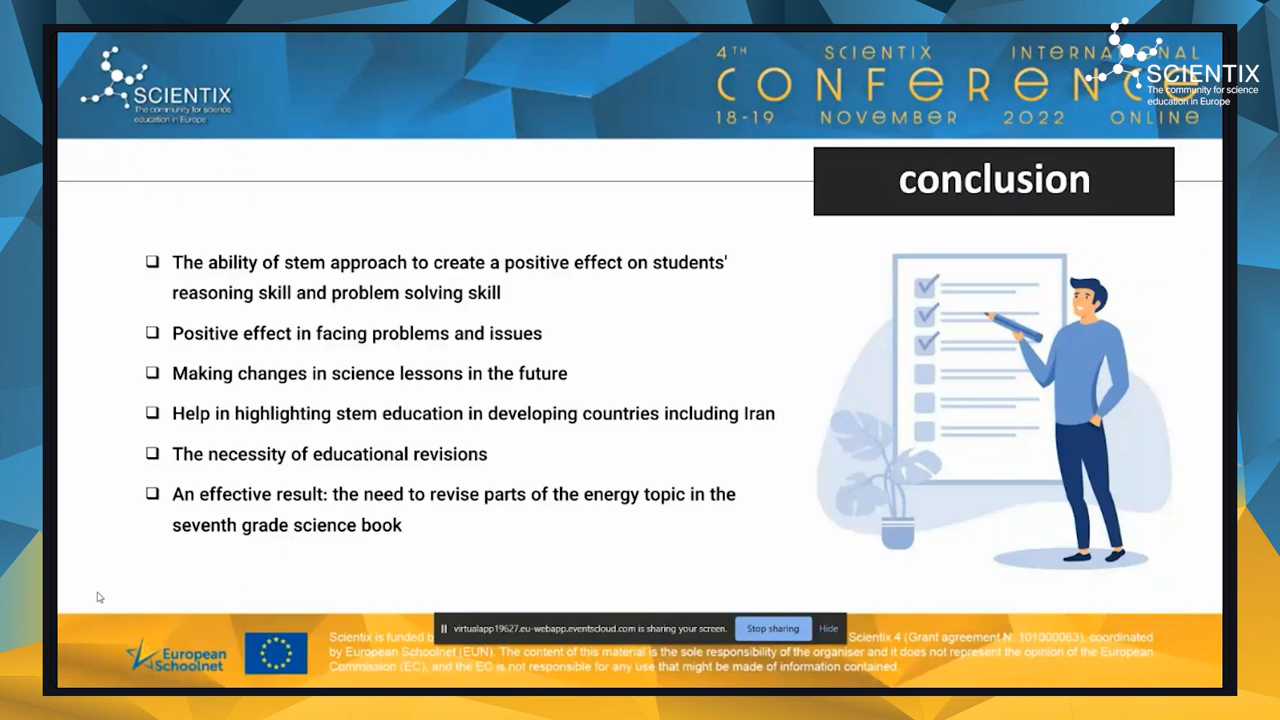 SCIENTIX
The community for science
education in Europe
4TH SCIENTIX INTERNATIONAL
CONFERENCE
18-19 NOVEMBER 2022 ONLINE
SCIENTIX
The community for science
education in Europe
conclusion
The ability of stem approach to create a positive effect on students'
reasoning skill and problem solving skill
Positive effect in facing problems and issues
Making changes in science lessons in the future
Help in highlighting stem education in developing countries including Iran
The necessity of educational revisions
An effective result: the need to revise parts of the energy topic in the
seventh grade science book
virtualapp19627.eu-webapp.eventscloud.com is sharing your screen. Stop sharing Hide
European
Schoolnet
Scientix is funded Scientix 4 (Grant agreement N. 101000063), coordinated
by European Schoolnet (EUN). The content of this material is the sole responsibility of the organiser and it does not represent the opinion of the European
Commission (EC), and the EC is not responsible for any use that might be made of information contained.